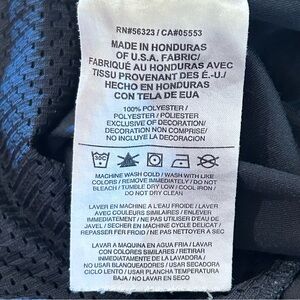 RN#56323 / CA#05553
MADE IN HONDURAS
OF U.S.A. FABRIC/
FABRIQUÉ AU HONDURAS AVEC
TISSU PROVENANT DES É.-U./
HECHO EN HONDURAS
CON TELA DE EUA
100% POLYESTER/
POLYESTER / POLIÉSTER
EXCLUSIVE OF DECORATION/
DECORATION NON COMPRISE/
NO INCLUYE LA DECORACIÓN
MACHINE WASH COLD / WASH WITH LIKE
COLORS / REMOVE IMMEDIATELY / DO NOT
BLEACH / TUMBLE DRY LOW / COOL IRON /
DO NOT DRY CLEAN
LAVER EN MACHINE A L'EAU FROIDE / LAVER
AVEC COULEURS SIMILAIRES / ENLEVER
IMMÉDIATEMENT / NE PAS UTILISER D'EAU DE
JAVEL / SÉCHER EN MACHINE CYCLE DÉLICAT /
REPASSER FER FROID / NE PAS NETTOYER A SEC
LAVAR A MAQUINA EN AGUA FRIA / LAVAR
CON COLORES SIMILARES / RETIRAR
INMEDIATAMENTE DE LA LAVADORA /
NO USAR BLANQUEADORES / USAR SECADORA
CICLO LENTO / USAR PLANCHA TEMPERATURA
BAJA / NO LAVAR EN SECO